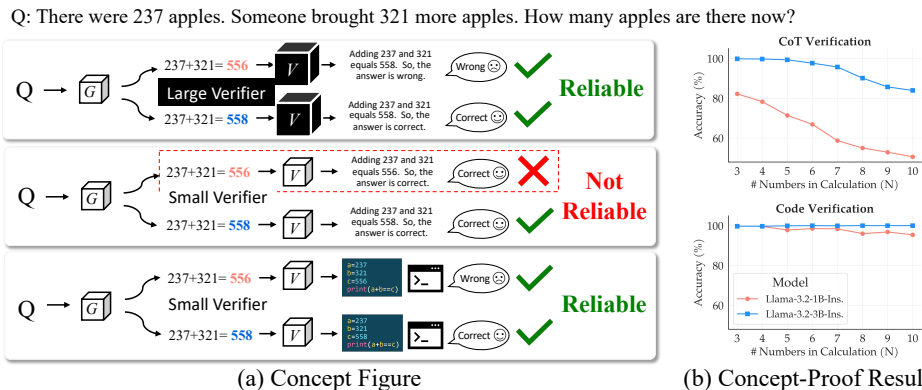 Q: There were 237 apples. Someone brought 321 more apples. How many apples are there now?
Q
G
237+321= 556
V
Adding 237 and 321
equals 558. So, the
answer is wrong.
Wrong
Large Verifier
237+321= 558
V
Adding 237 and 321
equals 558. So, the
answer is correct.
Correct
Reliable
Q
G
237+321= 556
V
Adding 237 and 321
equals 556. So, the
answer is correct.
Correct
Small Verifier
237+321= 558
V
Adding 237 and 321
equals 558. So, the
answer is correct.
Correct
Not
Reliable
Q
G
237+321= 556
V
a=237
b=321
c=556
print(a+b==c)
>_
Wrong
Small Verifier
237+321= 558
V
a=237
b=321
c=558
print(a+b==c)
>_
Correct
Reliable
(a) Concept Figure
CoT Verification
Accuracy (%)
100
80
60
3 4 5 6 7 8 9 10
# Numbers in Calculation (N)
Code Verification
Accuracy (%)
100
80
60
Model
Llama-3.2-1B-Ins.
Llama-3.2-3B-Ins.
3 4 5 6 7 8 9 10
# Numbers in Calculation (N)
(b) Concept-Proof Resul